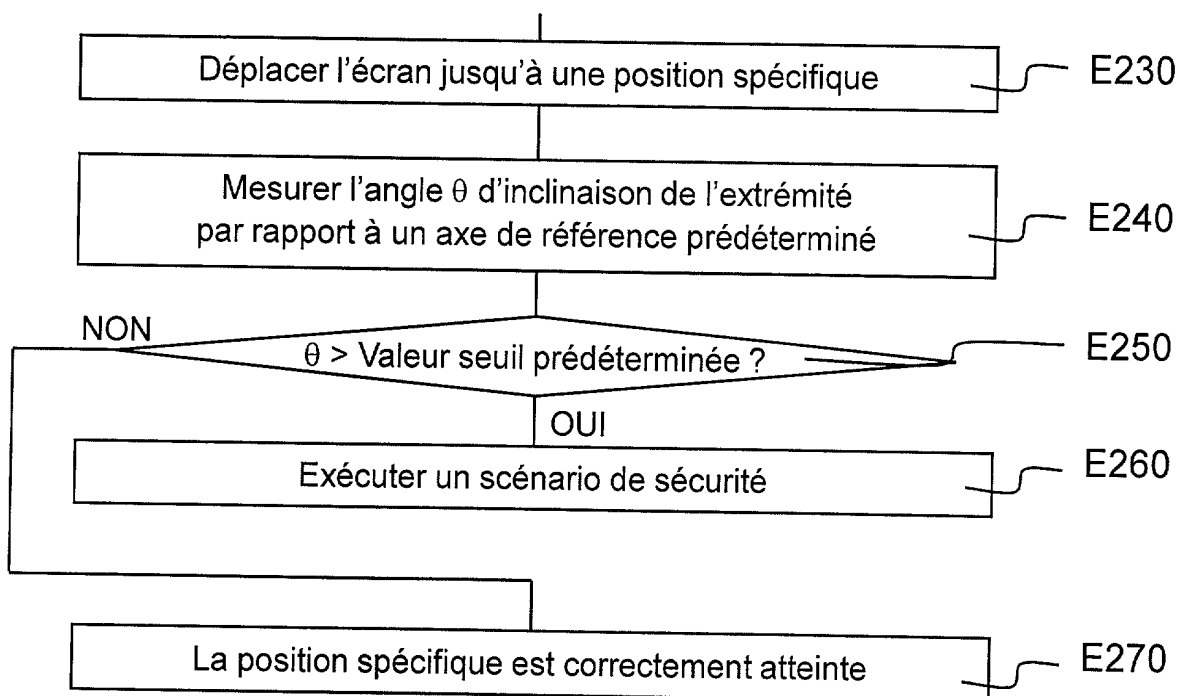 Déplacer l'écran jusqu'à une position spécifique
E230
Mesurer l'angle θ d'inclinaison de l'extrémité
par rapport à un axe de référence prédéterminé
E240
NON
θ > Valeur seuil prédéterminée ?
E250
OUI
Exécuter un scénario de sécurité
E260
La position spécifique est correctement atteinte
E270